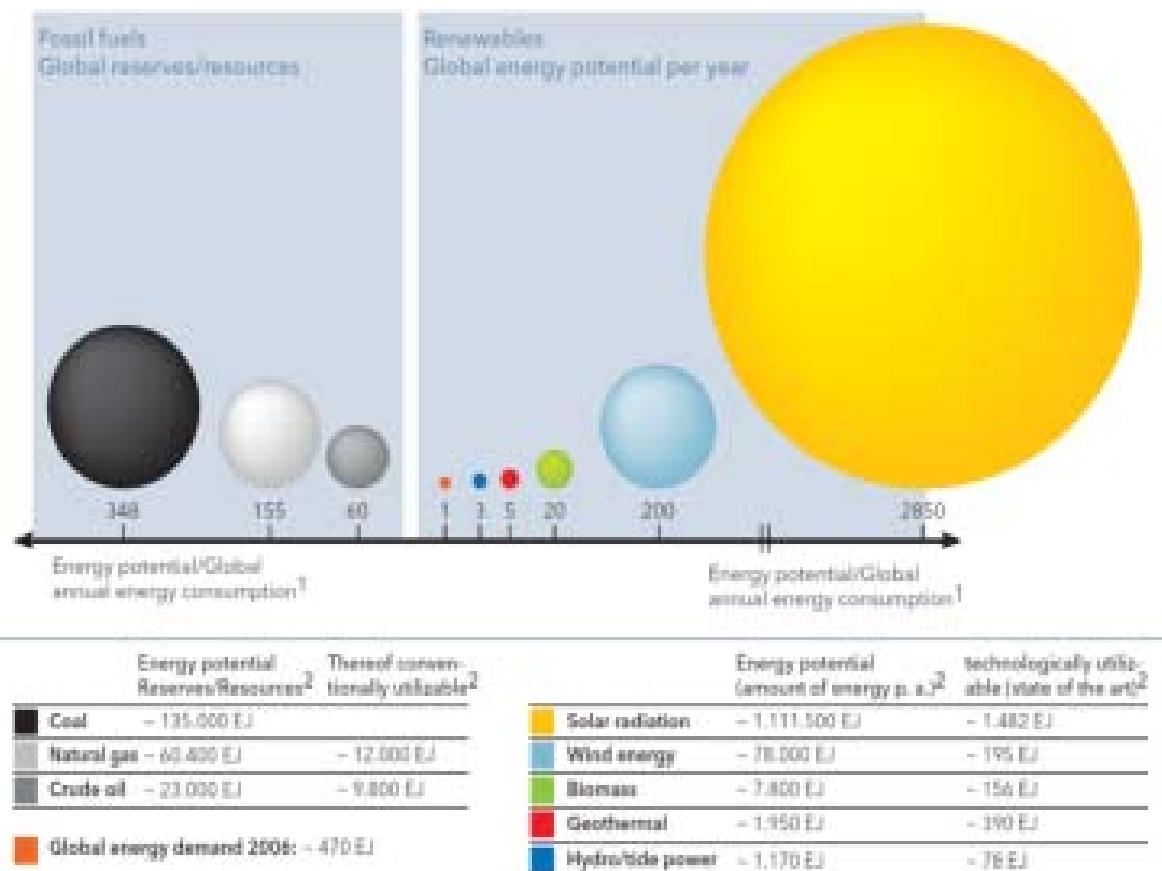 Fossil fuels
Global reserves/resources
Renewables
Global energy potential per year
348 155 60 1 3 5 20 200 2850
Energy potential/Global
annual energy consumption1
Energy potential/Global
annual energy consumption1
Energy potential Thereof conven-
Reserves/Resources2 tionally utilizable2
Coal ~ 135.000 EJ
Natural gas ~ 60.400 EJ ~ 12.000 EJ
Crude oil ~ 23.000 EJ ~ 9.800 EJ
Global energy demand 2006: ~ 470 EJ
Energy potential technologically utiliz-
(amount of energy p. a.)2 able (state of the art)2
Solar radiation ~ 1.111.500 EJ ~ 1.482 EJ
Wind energy ~ 78.000 EJ ~ 195 EJ
Biomass ~ 7.800 EJ ~ 156 EJ
Geothermal ~ 1.950 EJ ~ 390 EJ
Hydro/tide power ~ 1.170 EJ ~ 78 EJ